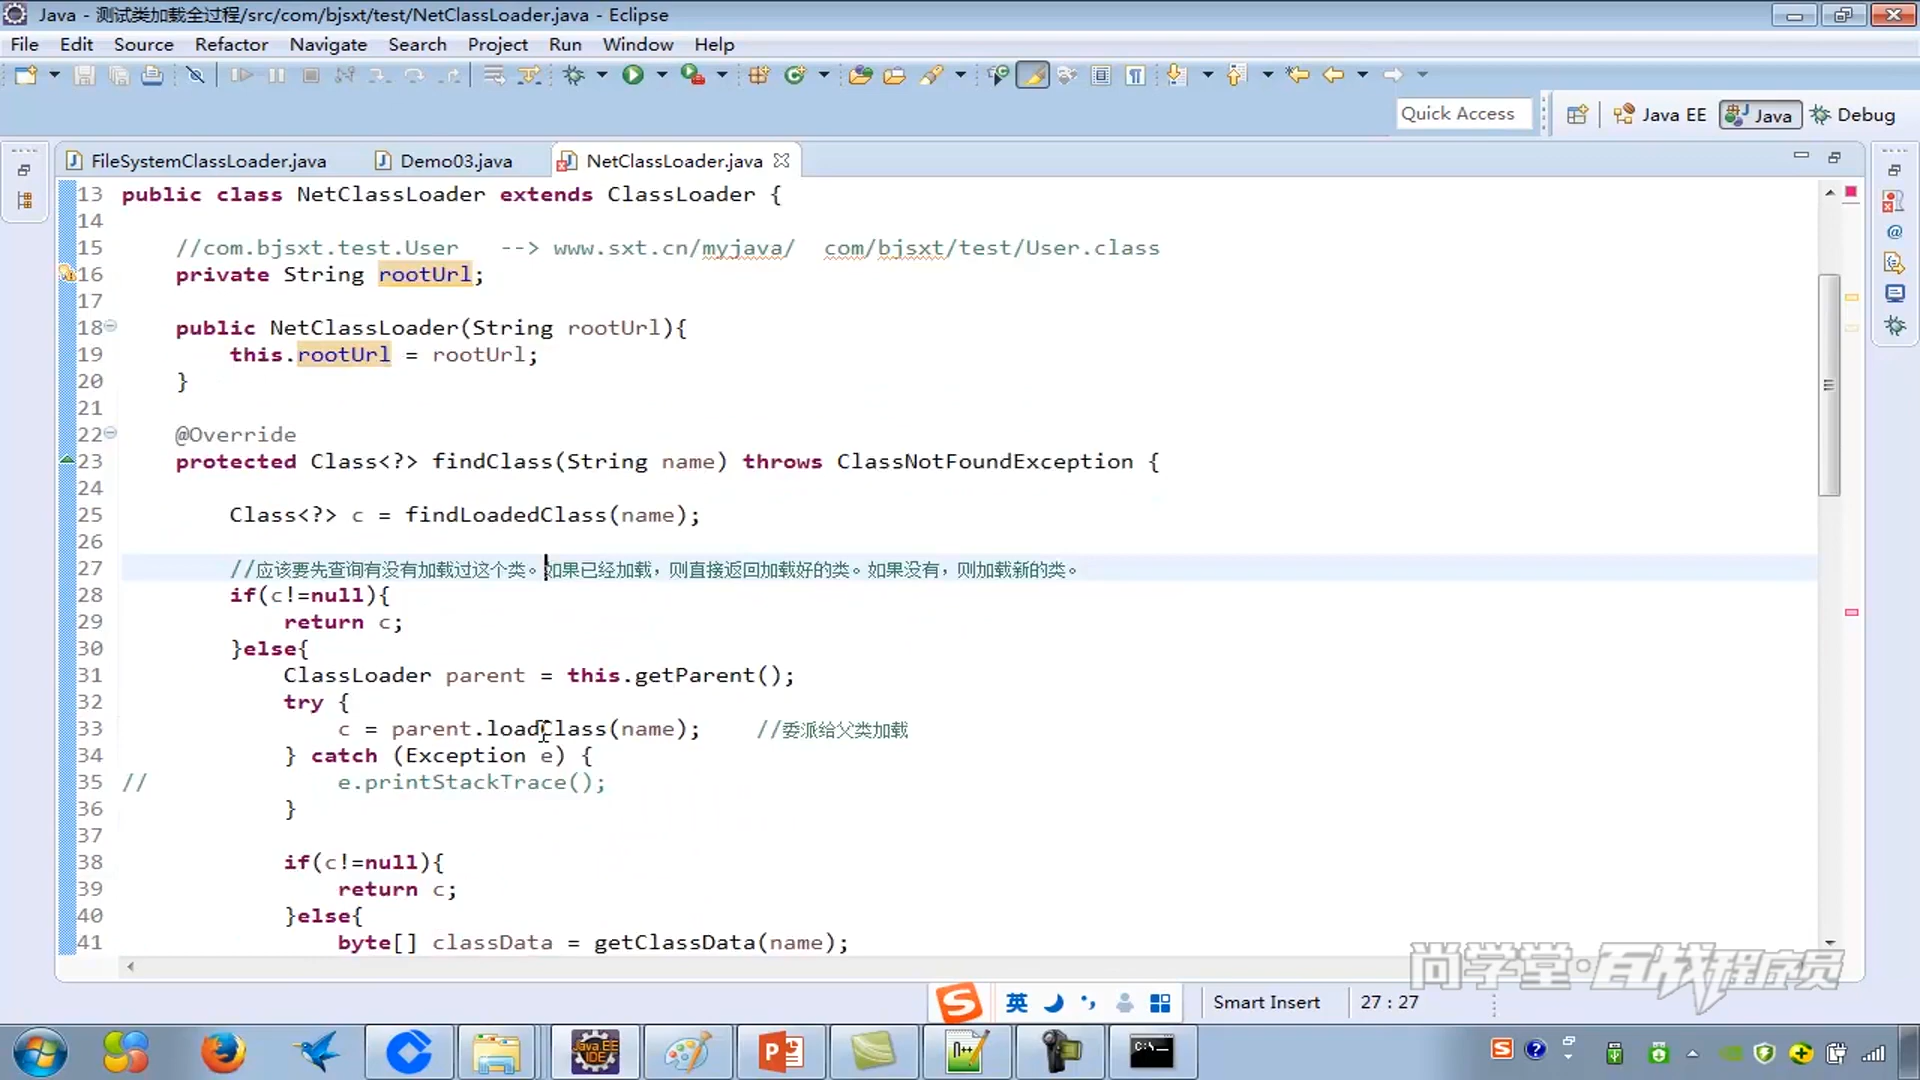 Java - 测试类加载全过程/src/com/bjsxt/test/NetClassLoader.java - Eclipse
File Edit Source Refactor Navigate Search Project Run Window Help
Quick Access
Java EE
Java
Debug
FileSystemClassLoader.java
Demo03.java
NetClassLoader.java
13 public class NetClassLoader extends ClassLoader {
14
15 //com.bjsxt.test.User --> www.sxt.cn/myjava/ com/bjsxt/test/User.class
16 private String rootUrl;
17
18 public NetClassLoader(String rootUrl){
19 this.rootUrl = rootUrl;
20 }
21
22 @Override
23 protected Class<?> findClass(String name) throws ClassNotFoundException {
24
25 Class<?> c = findLoadedClass(name);
26
27 //应该要先查询有没有加载过这个类。如果已经加载，则直接返回加载好的类。如果没有，则加载新的类。
28 if(c!=null){
29 return c;
30 }else{
31 ClassLoader parent = this.getParent();
32 try {
33 c = parent.loadClass(name); //委派给父类加载
34 } catch (Exception e) {
35 // e.printStackTrace();
36 }
37
38 if(c!=null){
39 return c;
40 }else{
41 byte[] classData = getClassData(name);
尚学堂·百战程序员
英
Smart Insert
27 : 27